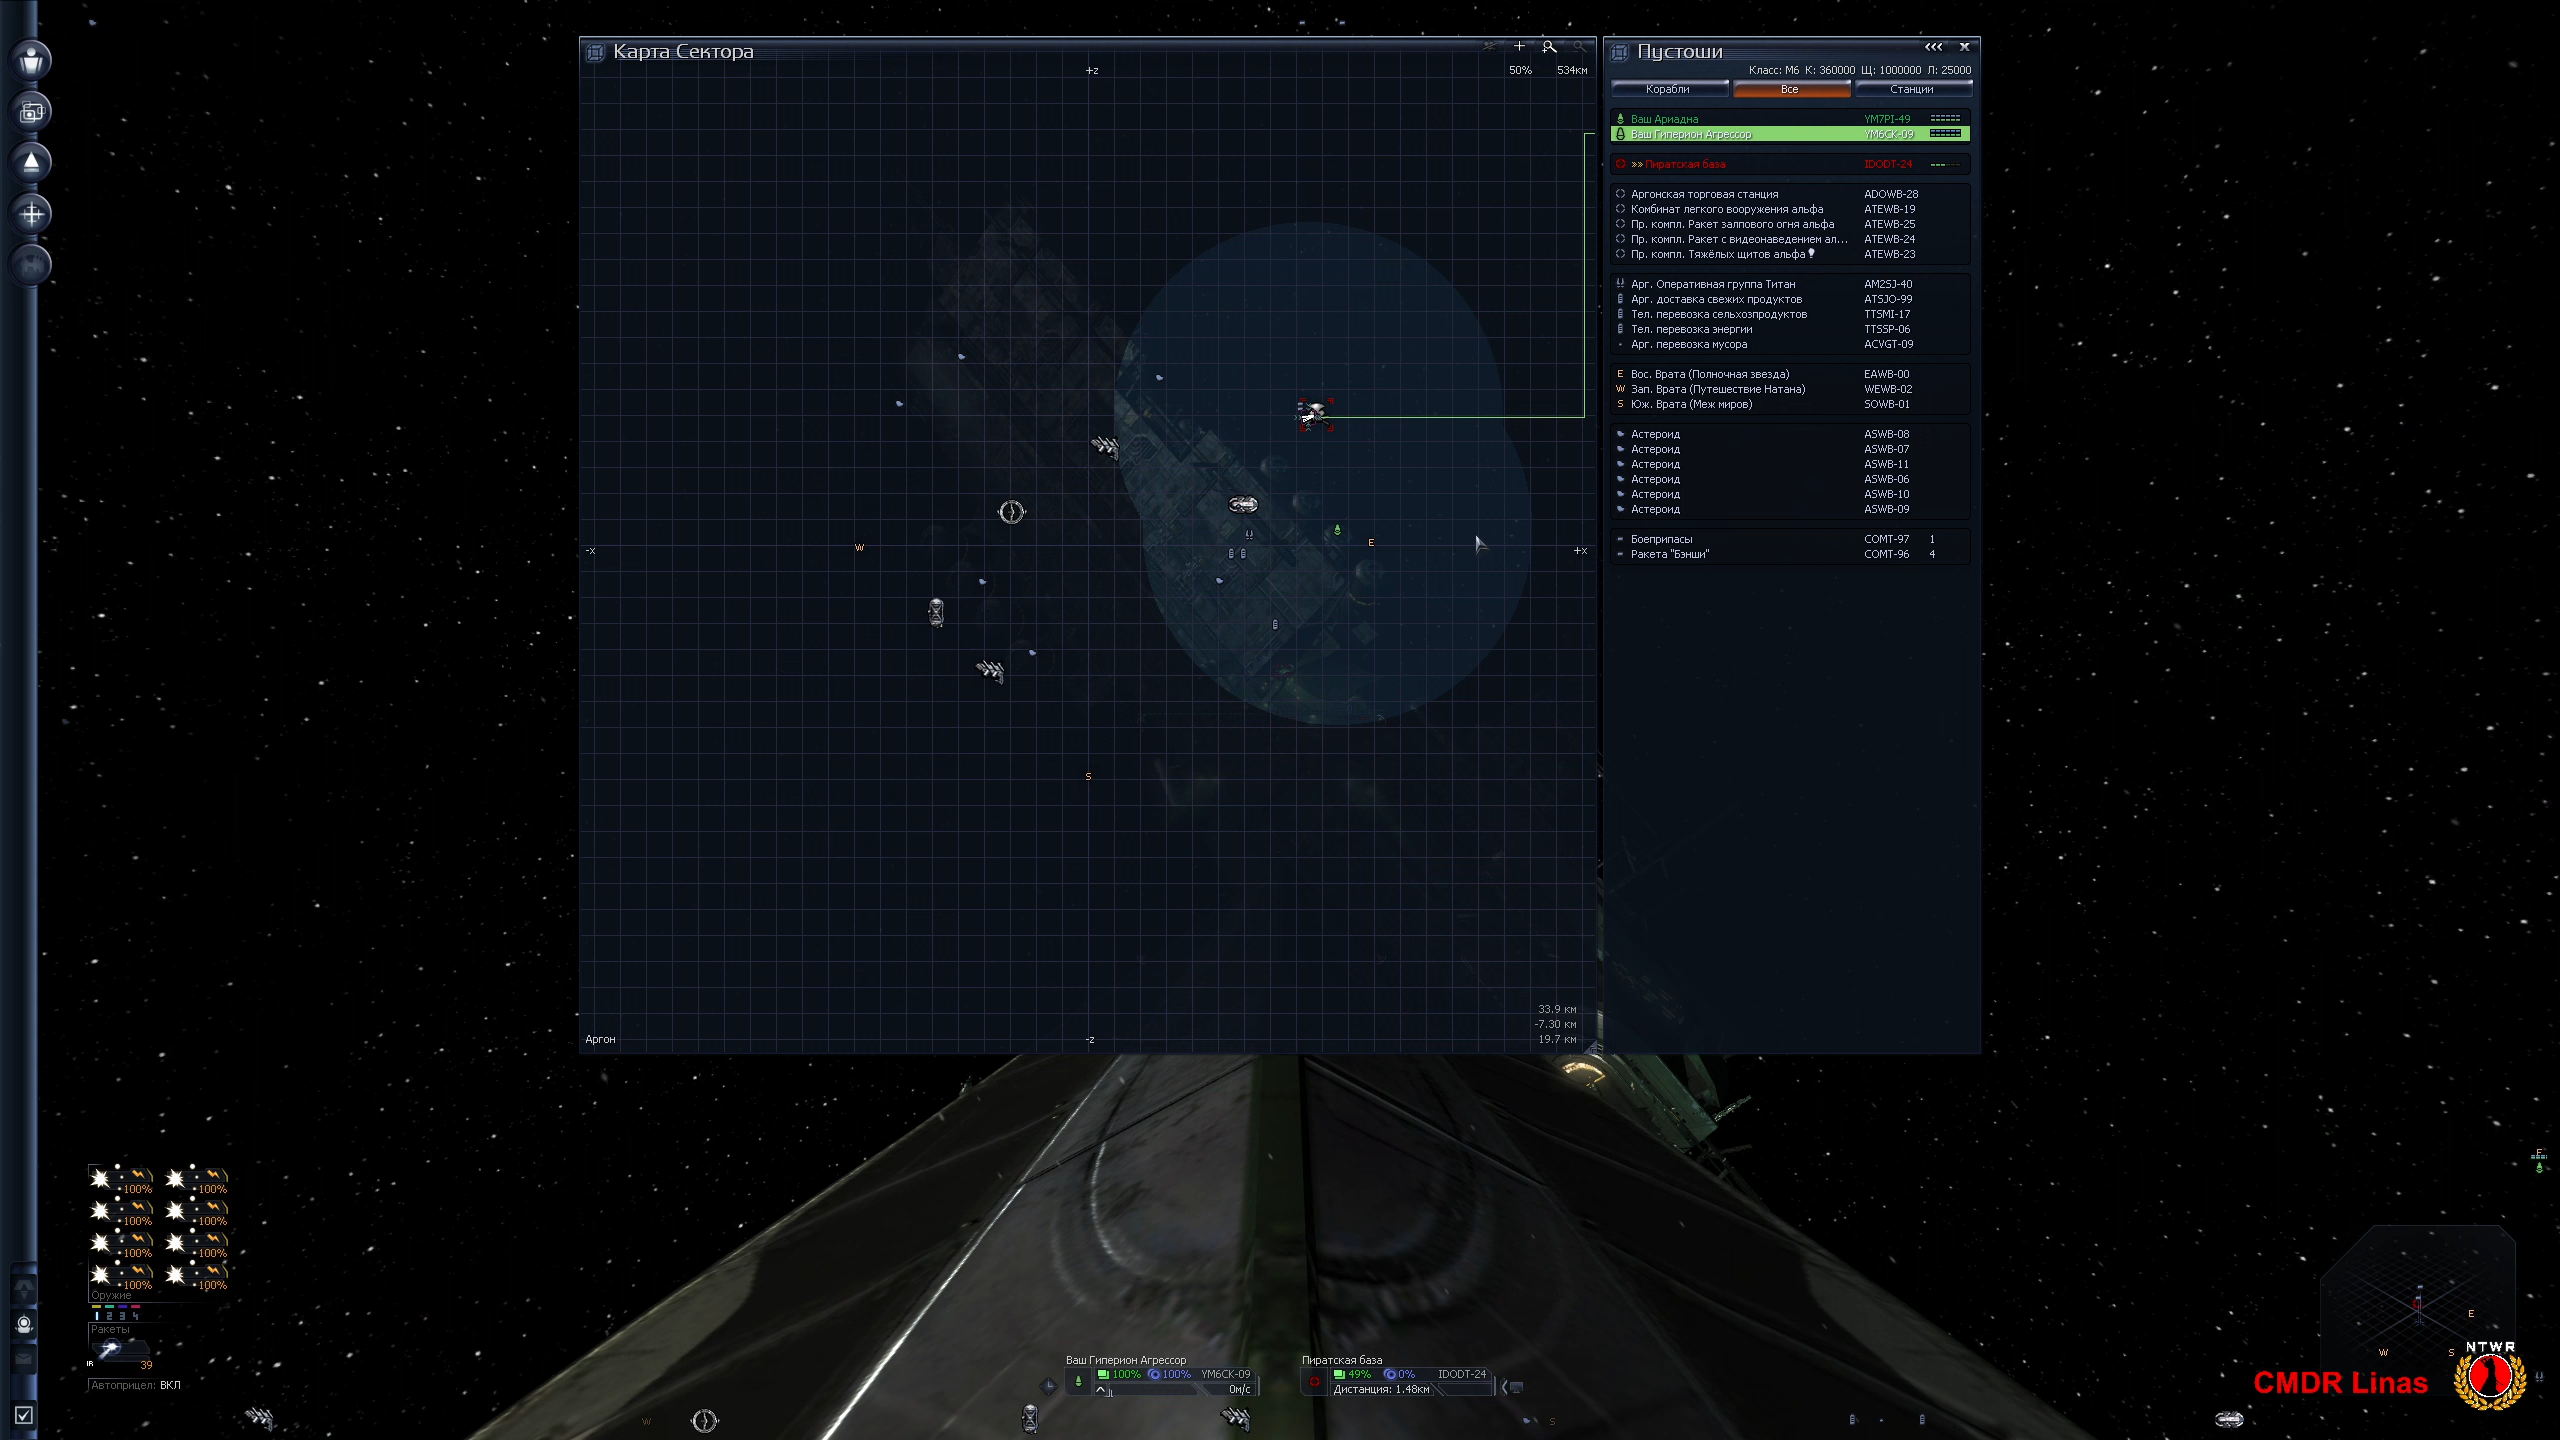 Карта Сектора
+z
50%
534км
-x
+x
W
E
S
33.9 км
-7.30 км
19.7 км
Аргон
-z
Пустоши
Класс: M6 К: 360000 Щ: 1000000 Л: 25000
Корабли
Все
Станции
Ваш Ариадна YM7PI-49
Ваш Гиперион Агрессор YM6CK-09
»Пиратская база IDODT-24
Аргонская торговая станция ADOWB-28
Комбинат легкого вооружения альфа ATEWB-19
Пр. компл. Ракет залпового огня альфа ATEWB-25
Пр. компл. Ракет с видеонаведением ал... ATEWB-24
Пр. компл. Тяжёлых щитов альфа ATEWB-23
Арг. Оперативная группа Титан AM2SJ-40
Арг. доставка свежих продуктов ATSJO-99
Тел. перевозка сельхозпродуктов TTSMI-17
Тел. перевозка энергии TTSSP-06
Арг. перевозка мусора ACVGT-09
E Вос. Врата (Полночная звезда) EAWB-00
W Зап. Врата (Путешествие Натана) WEWB-02
S Юж. Врата (Меж миров) SOWB-01
Астероид ASWB-08
Астероид ASWB-07
Астероид ASWB-11
Астероид ASWB-06
Астероид ASWB-10
Астероид ASWB-09
Боеприпасы COMT-97 1
Ракета "Бэнши" COMT-96 4
100% 100%
100% 100%
100% 100%
100% 100%
Оружие
1 2 3 4
Ракеты
IR 39
Автоприцел: ВКЛ
Ваш Гиперион Агрессор
100% 100% YM6CK-09
0м/с
Пиратская база
49% 0% IDODT-24
Дистанция: 1.48км
W
S
E
E
W
S
NTWR
CMDR Linas